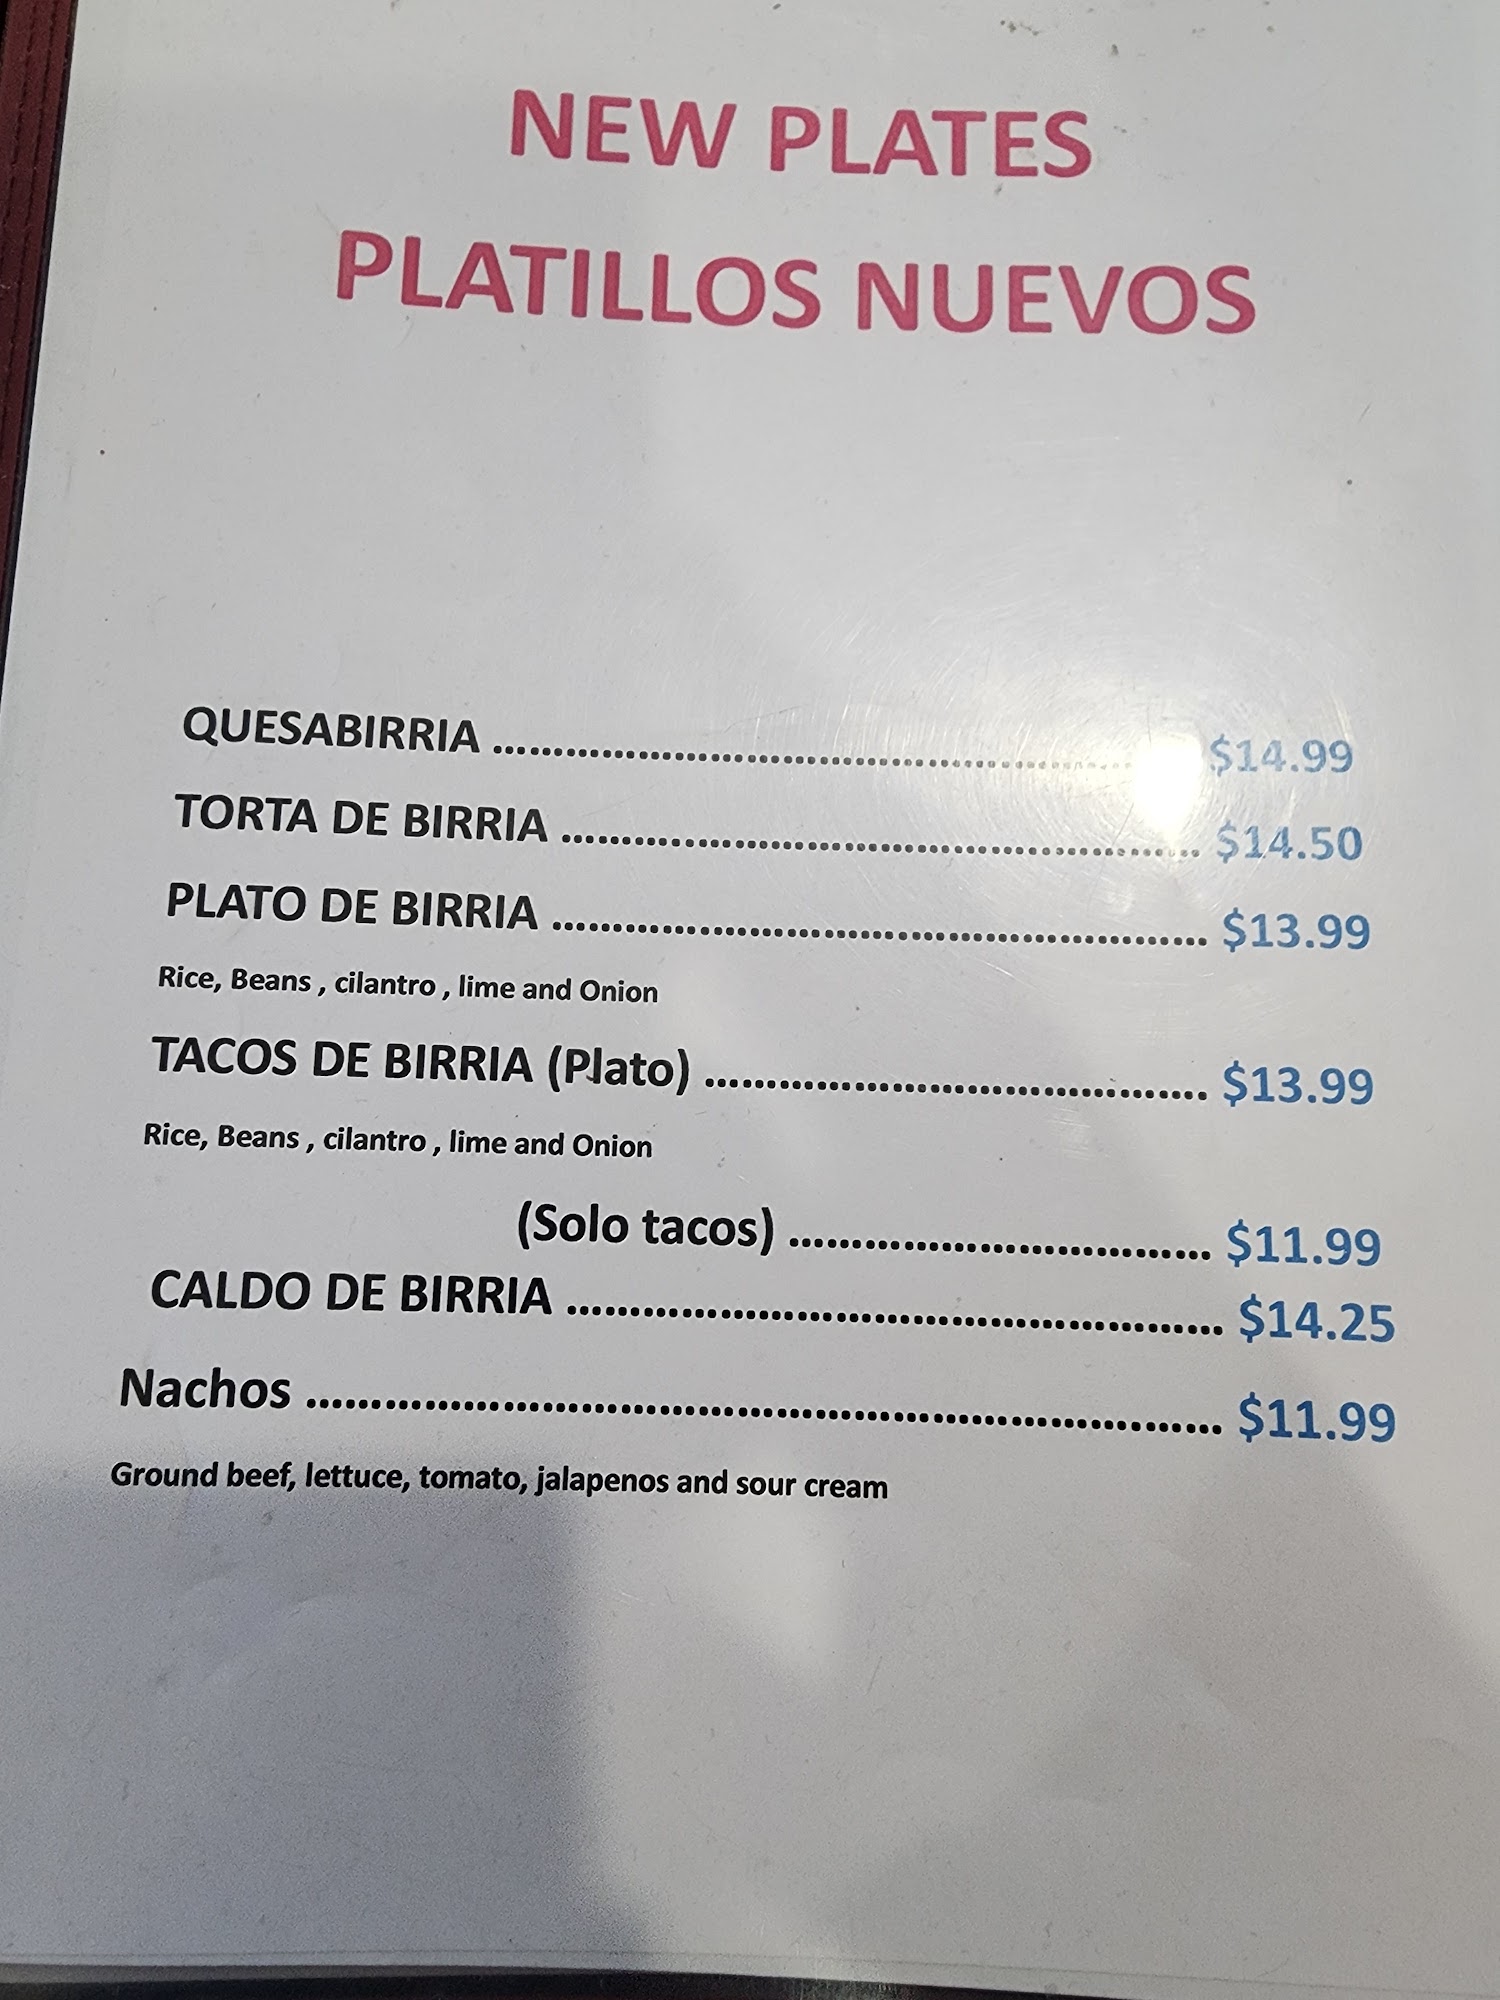 NEW PLATES
PLATILLOS NUEVOS
QUESABIRRIA ........................................................ $14.99
TORTA DE BIRRIA ..................................................... $14.50
PLATO DE BIRRIA ..................................................... $13.99
Rice, Beans , cilantro , lime and Onion
TACOS DE BIRRIA (Plato) ......................................... $13.99
Rice, Beans , cilantro , lime and Onion
(Solo tacos) .................................. $11.99
CALDO DE BIRRIA ..................................................... $14.25
Nachos .......................................................................... $11.99
Ground beef, lettuce, tomato, jalapenos and sour cream